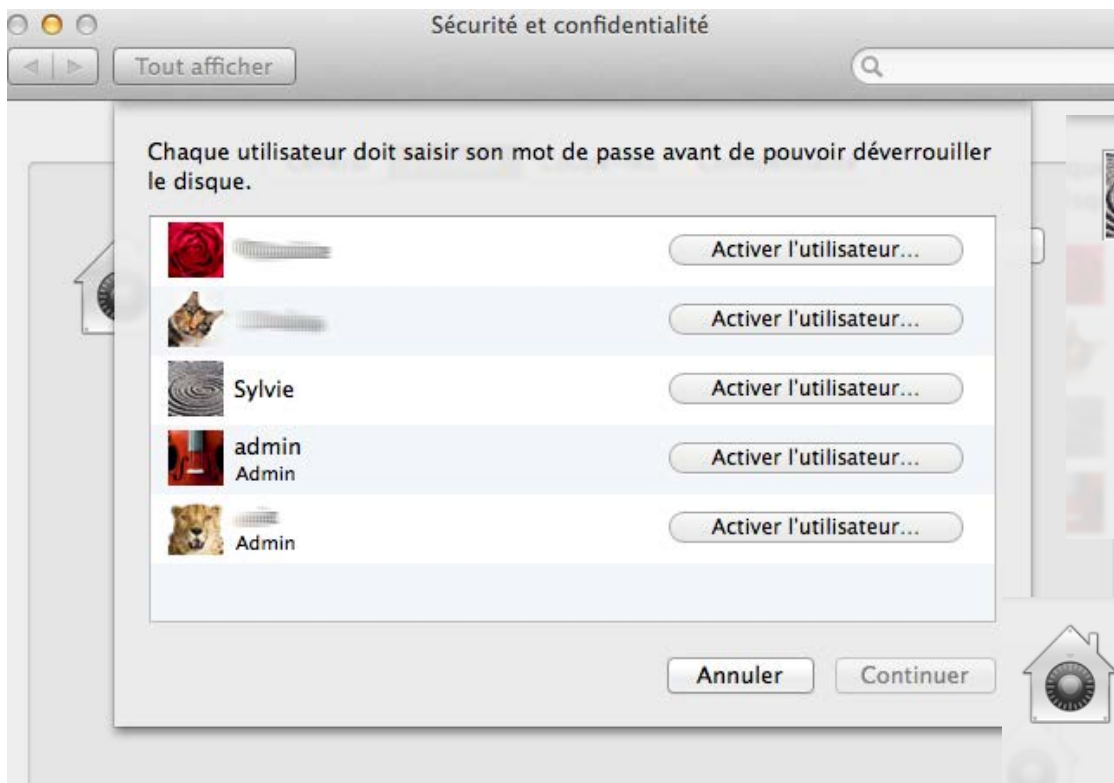 Sécurité et confidentialité
Tout afficher
Chaque utilisateur doit saisir son mot de passe avant de pouvoir déverrouiller
le disque.
Activer l'utilisateur...
Activer l'utilisateur...
Sylvie
Activer l'utilisateur...
admin
Admin
Activer l'utilisateur...
Admin
Activer l'utilisateur...
Annuler
Continuer